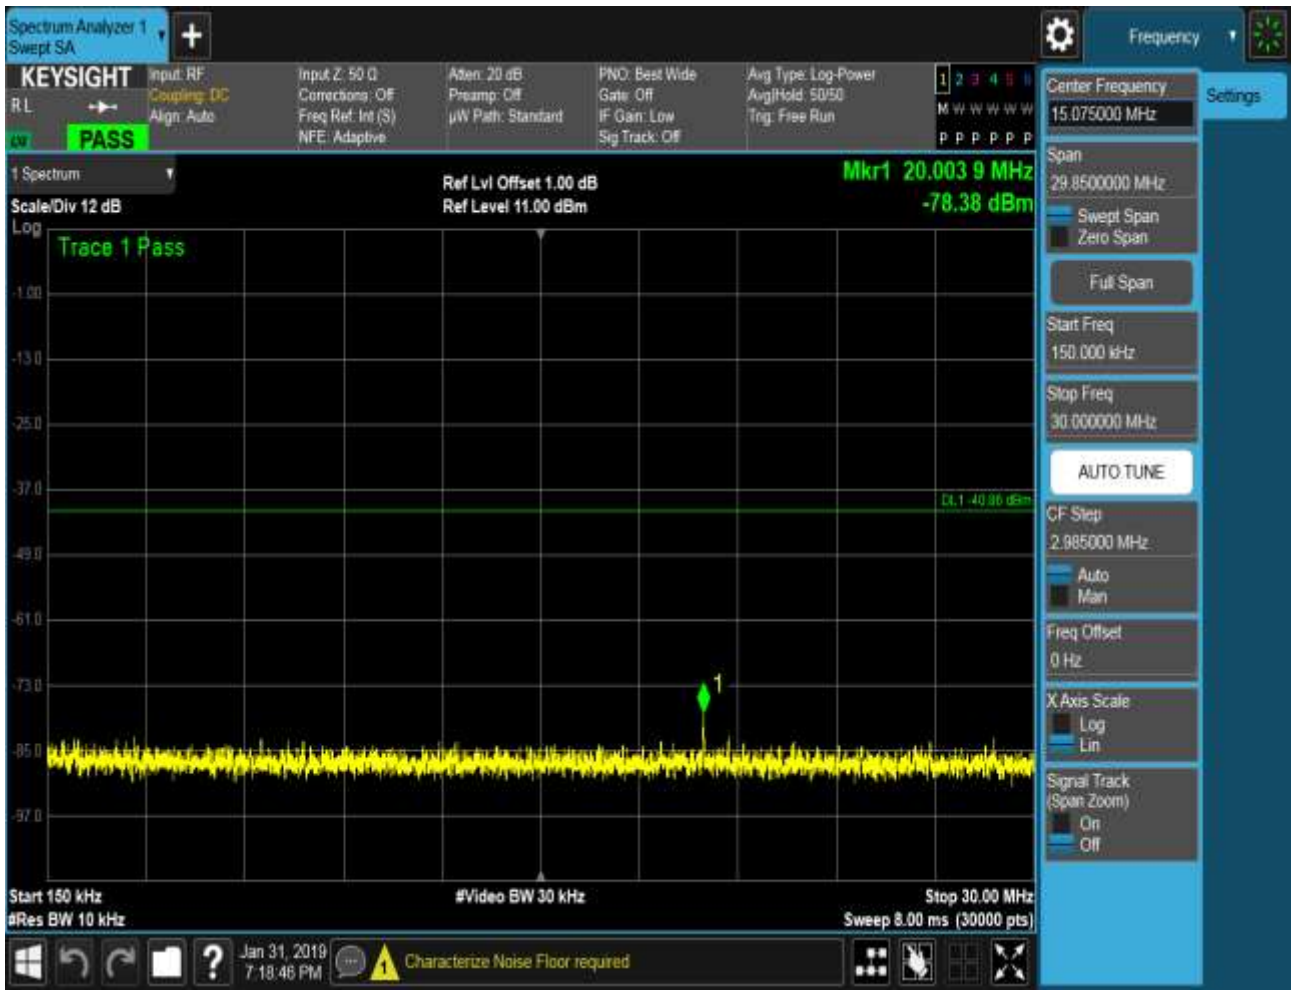 Spectrum Analyzer 1
Swept SA
Frequency
KEYSIGHT
R L
PASS
Input: RF
Coupling: DC
Align: Auto
Input Z: 50 Ω
Corrections: Off
Freq Ref: Int (S)
NFE: Adaptive
Atten: 20 dB
Preamp: Off
µW Path: Standard
PNO: Best Wide
Gate: Off
IF Gain: Low
Sig Track: Off
Avg Type: Log-Power
Avg|Hold: 50/50
Trig: Free Run
1 2 3 4 5 6
M W W W W W
P P P P P P
1 Spectrum
Scale/Div 12 dB
Log
Ref Lvl Offset 1.00 dB
Ref Level 11.00 dBm
Mkr1 20.003 9 MHz
-78.38 dBm
Trace 1 Pass
-1.00
-13.0
-25.0
-37.0
DL1 -40.86 dBm
-49.0
-61.0
-73.0
1
-85.0
-97.0
Start 150 kHz
#Video BW 30 kHz
Stop 30.00 MHz
#Res BW 10 kHz
Sweep 8.00 ms (30000 pts)
Center Frequency
15.075000 MHz
Settings
Span
29.8500000 MHz
Swept Span
Zero Span
Full Span
Start Freq
150.000 kHz
Stop Freq
30.000000 MHz
AUTO TUNE
CF Step
2.985000 MHz
Auto
Man
Freq Offset
0 Hz
X Axis Scale
Log
Lin
Signal Track
(Span Zoom)
On
Off
?
Jan 31, 2019
7:18:46 PM
1
Characterize Noise Floor required